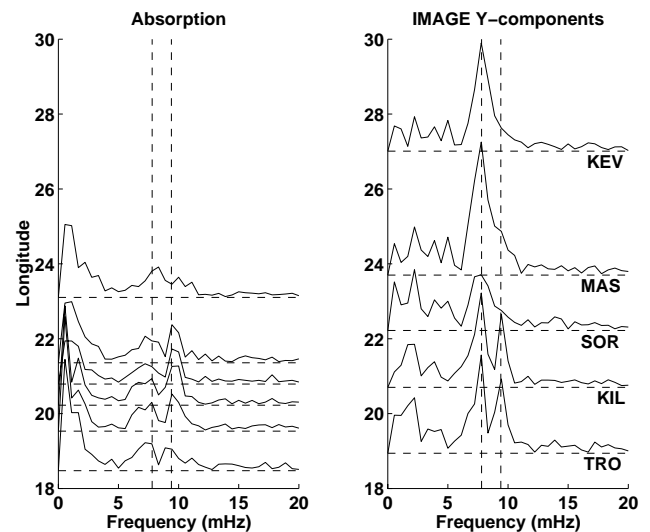 Absorption
30
28
26
24
22
20
18
Longitude
0 5 10 15 20
Frequency (mHz)
IMAGE Y−components
30
28
26
24
22
20
18
KEV
MAS
SOR
KIL
TRO
0 5 10 15 20
Frequency (mHz)